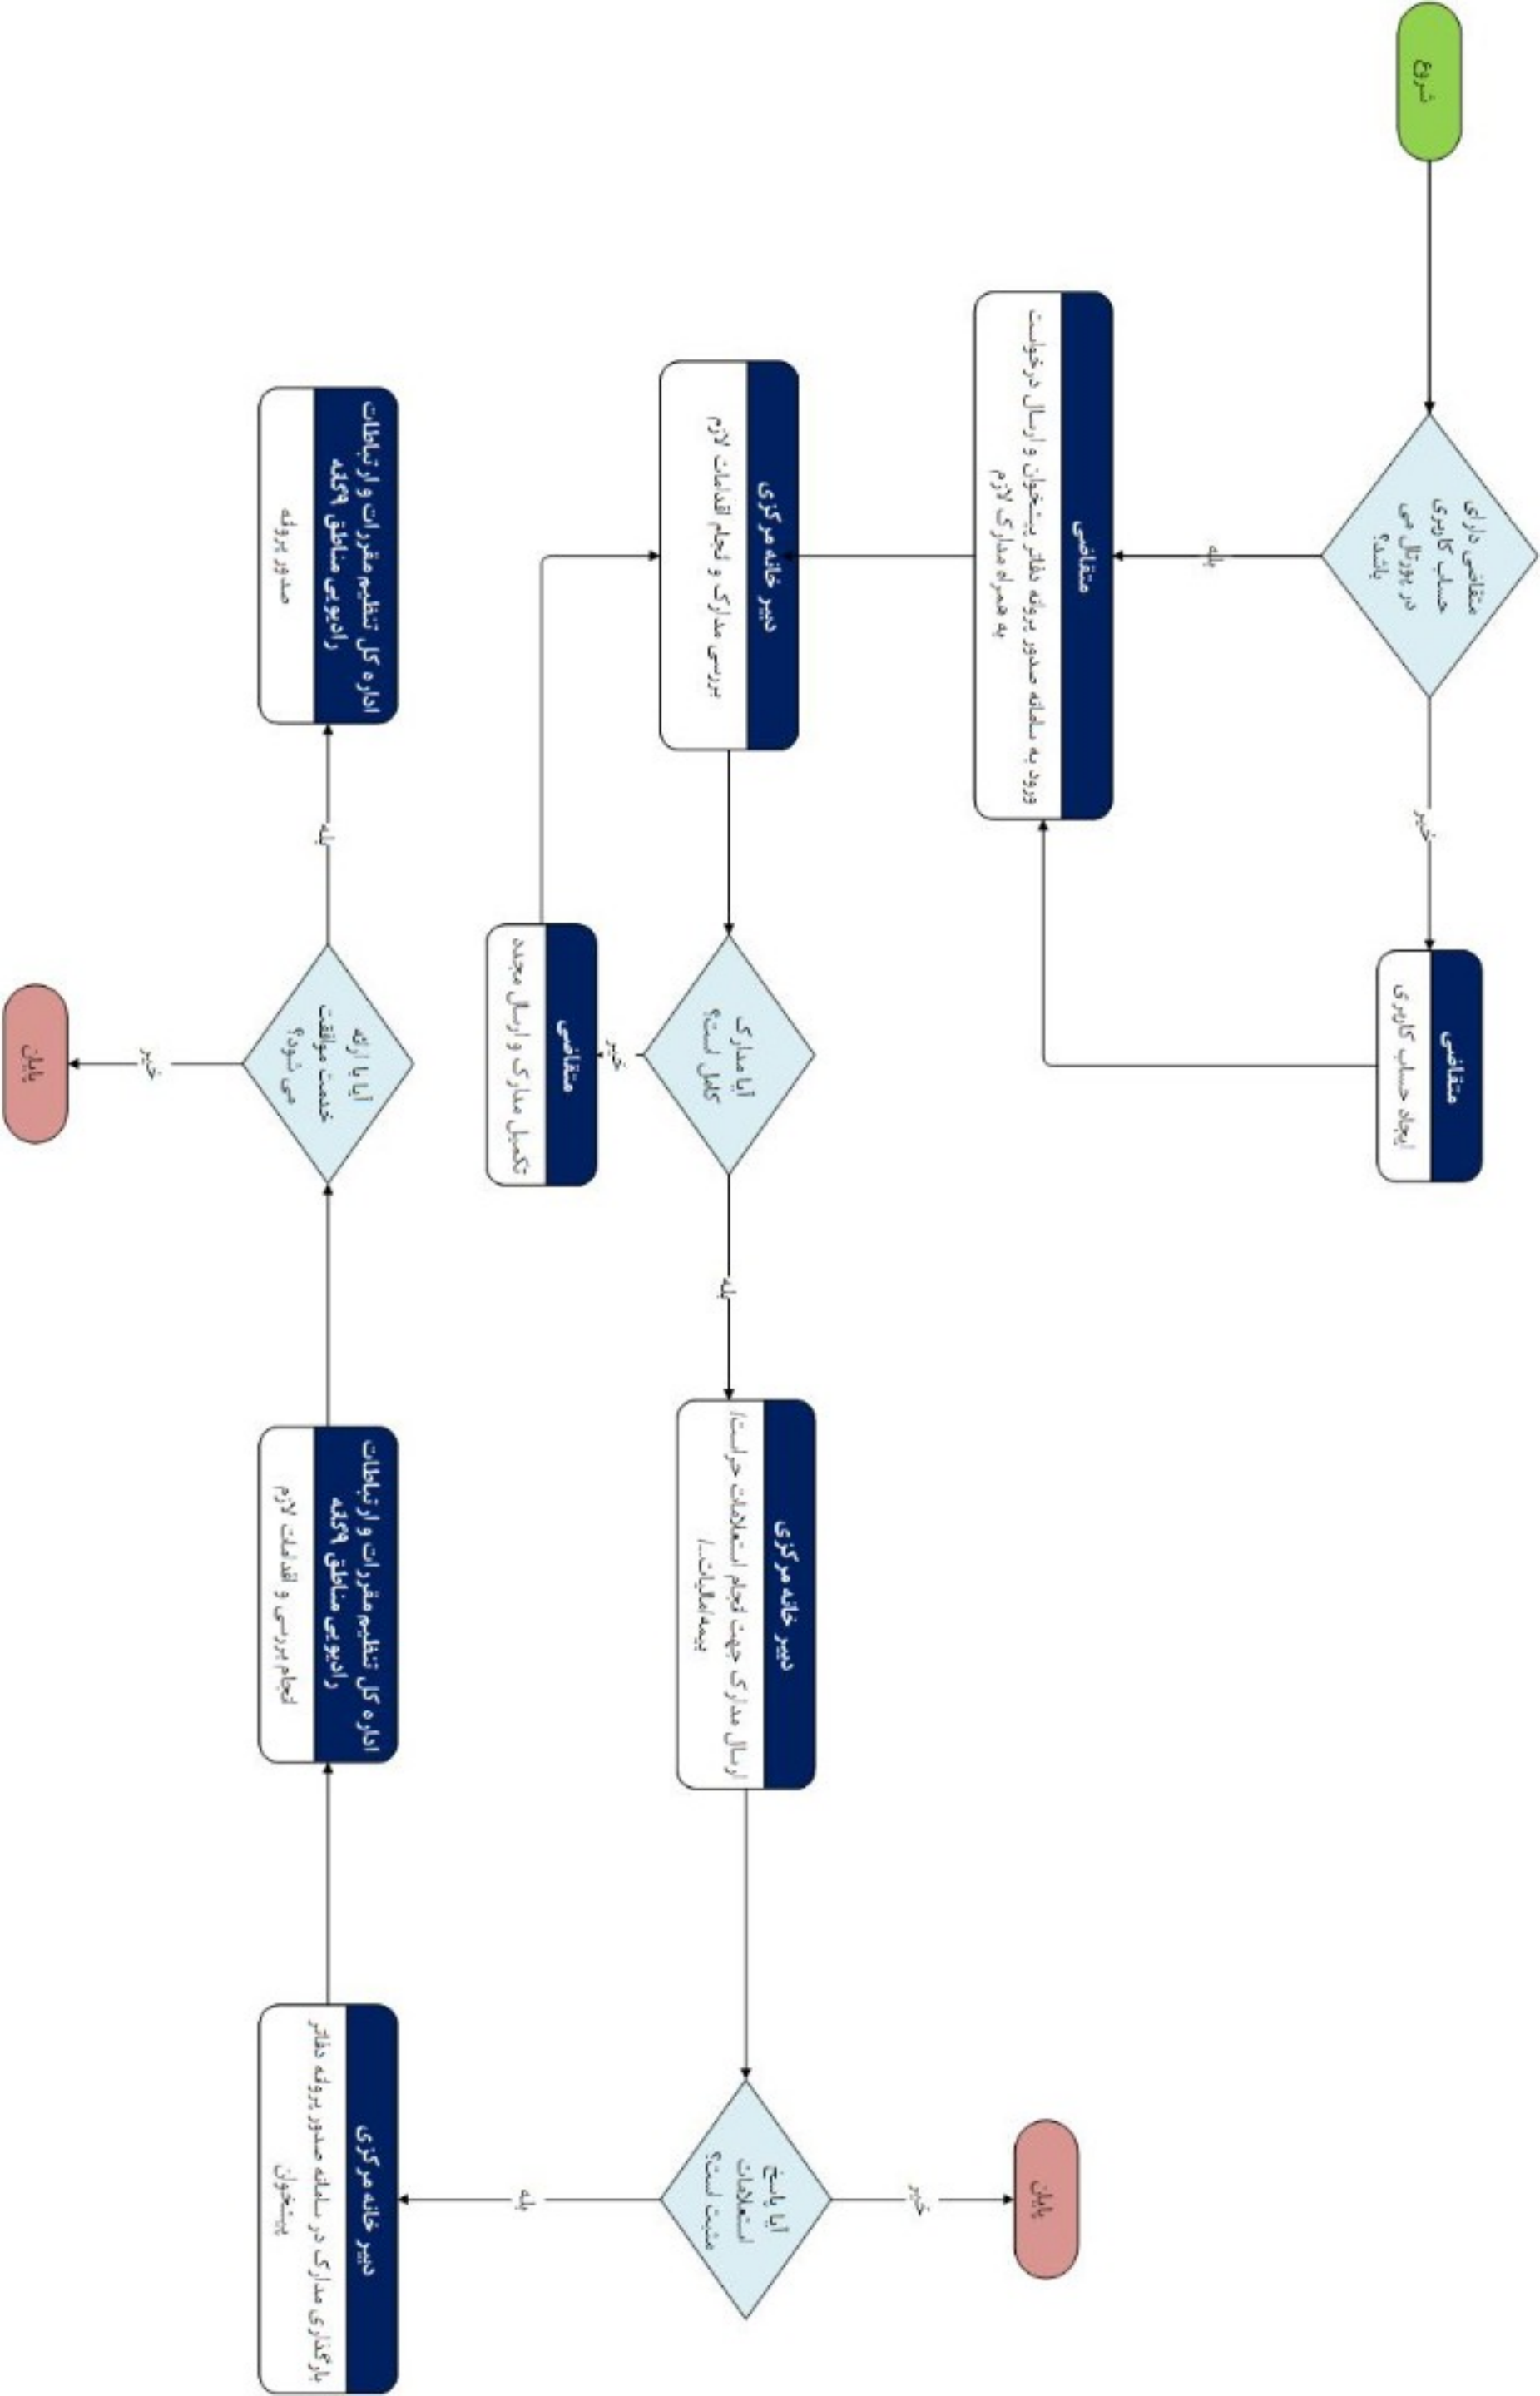 شروع
متقاضی دارای
حساب کاربری
در پورتال می
باشد؟
خیر
متقاضی
ایجاد حساب کاربری
بله
متقاضی
ورود به سامانه صدور پروانه دفاتر پیشخوان و ارسال درخواست
به همراه مدارک لازم
دبیر خانه مرکزی
بررسی مدارک و انجام اقدامات لازم
آیا مدارک
کامل است؟
خیر
متقاضی
تکمیل مدارک و ارسال مجدد
بله
دبیر خانه مرکزی
ارسال مدارک جهت انجام استعلامات حراست/
بیمه/مالیات.../
آیا پاسخ
استعلامات
مثبت است؟
خیر
پایان
بله
دبیر خانه مرکزی
بارگذاری مدارک در سامانه صدور پروانه دفاتر
پیشخوان
اداره کل تنظیم مقررات و ارتباطات
رادیویی مناطق ۹گانه
انجام بررسی و اقدامات لازم
آیا با ارائه
خدمت موافقت
می شود؟
خیر
پایان
بله
اداره کل تنظیم مقررات و ارتباطات
رادیویی مناطق ۹گانه
صدور پروانه